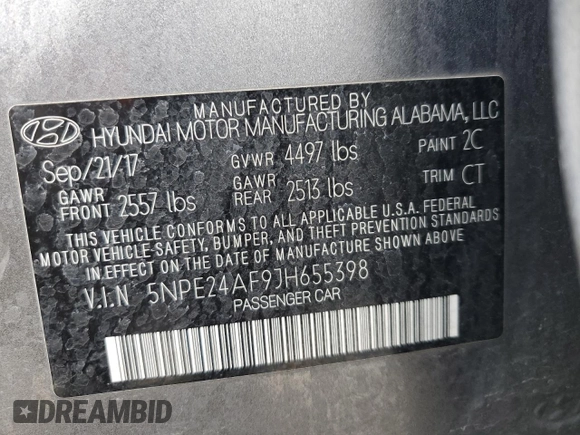 MANUFACTURED BY
HYUNDAI MOTOR MANUFACTURING ALABAMA, LLC
Sep/21/17 GVWR 4497 lbs PAINT 2C
GAWR FRONT 2557 lbs GAWR REAR 2513 lbs TRIM CT
THIS VEHICLE CONFORMS TO ALL APPLICABLE U.S.A. FEDERAL
MOTOR VEHICLE-SAFETY, BUMPER, AND THEFT PREVENTION STANDARDS
IN EFFECT ON THE DATE OF MANUFACTURE SHOWN ABOVE.
V.I.N 5NPE24AF9JH655398
PASSENGER CAR
DREAMBID